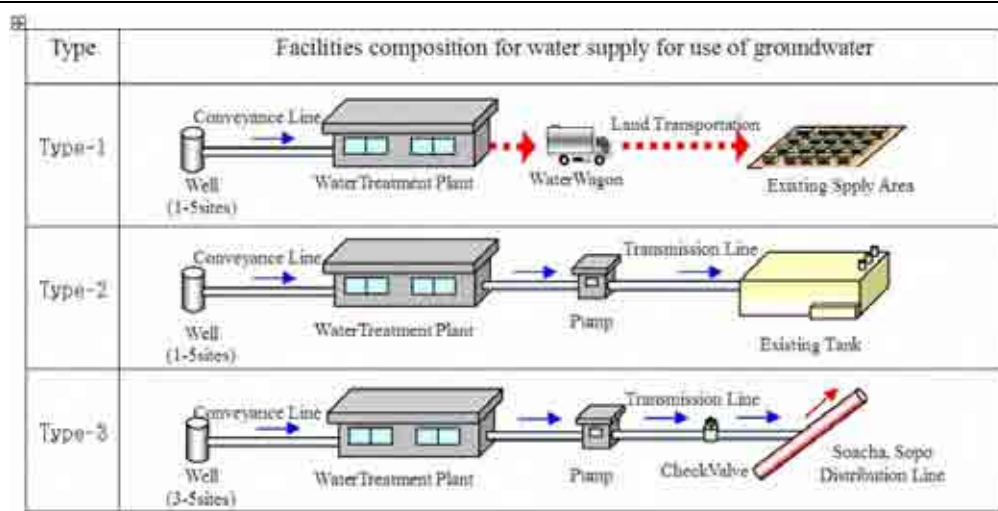 Type
Facilities composition for water supply for use of groundwater
Type-1
Conveyance Line
Well
(1-5sites)
WaterTreatment Plant
WaterWagon
Land Transportation
Existing Spply Area
Type-2
Conveyance Line
Well
(1-5sites)
WaterTreatment Plant
Pump
Transmission Line
Existing Tank
Type-3
Conveyance Line
Well
(3-5sites)
WaterTreatment Plant
Pump
Transmission Line
CheckValve
Soacha, Sopo
Distribution Line